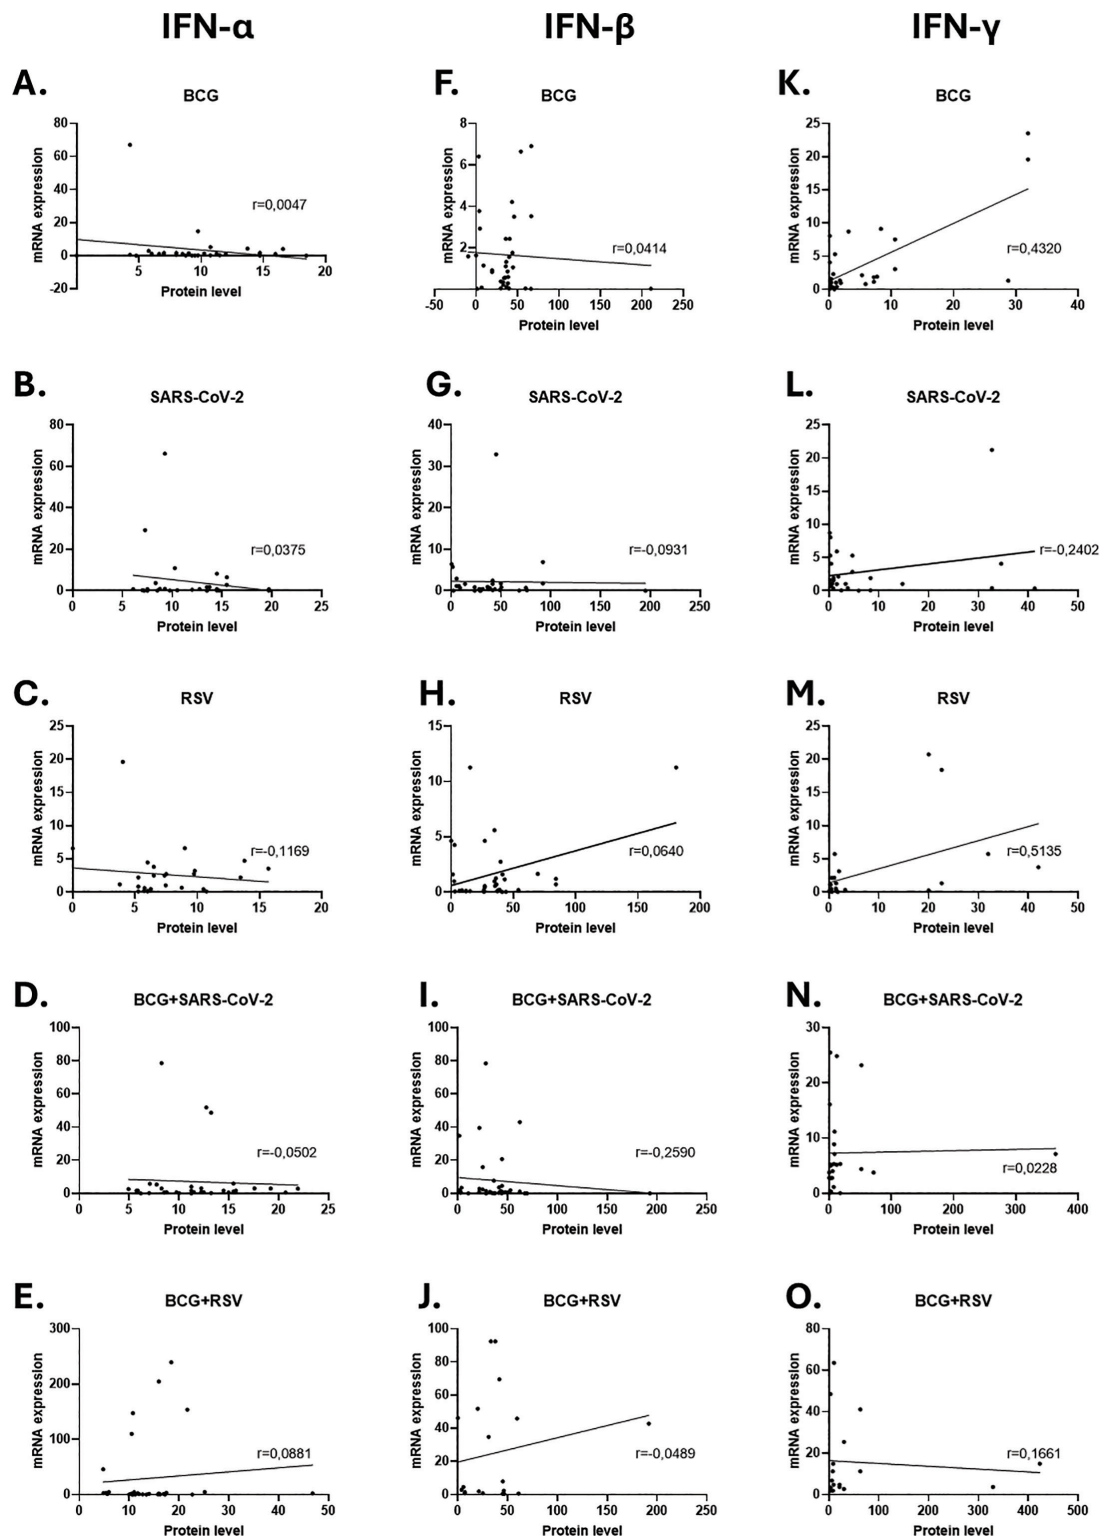 IFN-α IFN-β IFN-γ
A. F. K.
BCG BCG BCG
mRNA expression
80
60
40
20
0
-20
5 10 15 20
r=0,0047
Protein level
mRNA expression
8
6
4
2
-50 0 50 100 150 200 250
r=0,0414
Protein level
mRNA expression
25
20
15
10
5
0
0 10 20 30 40
r=0,4320
Protein level
B. G. L.
SARS-CoV-2 SARS-CoV-2 SARS-CoV-2
mRNA expression
80
60
40
20
0
0 5 10 15 20 25
r=0,0375
Protein level
mRNA expression
40
30
20
10
0
0 50 100 150 200 250
r=-0,0931
Protein level
mRNA expression
25
20
15
10
5
0
0 10 20 30 40 50
r=-0,2402
Protein level
C. H. M.
RSV RSV RSV
mRNA expression
25
20
15
10
5
0
0 5 10 15 20
r=-0,1169
Protein level
mRNA expression
15
10
5
0
0 50 100 150 200
r=0,0640
Protein level
mRNA expression
25
20
15
10
5
0
0 10 20 30 40 50
r=0,5135
Protein level
D. I. N.
BCG+SARS-CoV-2 BCG+SARS-CoV-2 BCG+SARS-CoV-2
mRNA expression
100
80
60
40
20
0
0 5 10 15 20 25
r=-0,0502
Protein level
mRNA expression
100
80
60
40
20
0
0 50 100 150 200 250
r=-0,2590
Protein level
mRNA expression
30
20
10
0
0 100 200 300 400
r=0,0228
Protein level
E. J. O.
BCG+RSV BCG+RSV BCG+RSV
mRNA expression
300
200
100
0
0 10 20 30 40 50
r=0,0881
Protein level
mRNA expression
100
80
60
40
20
0
0 50 100 150 200 250
r=-0,0489
Protein level
mRNA expression
80
60
40
20
0
0 100 200 300 400 500
r=0,1661
Protein level